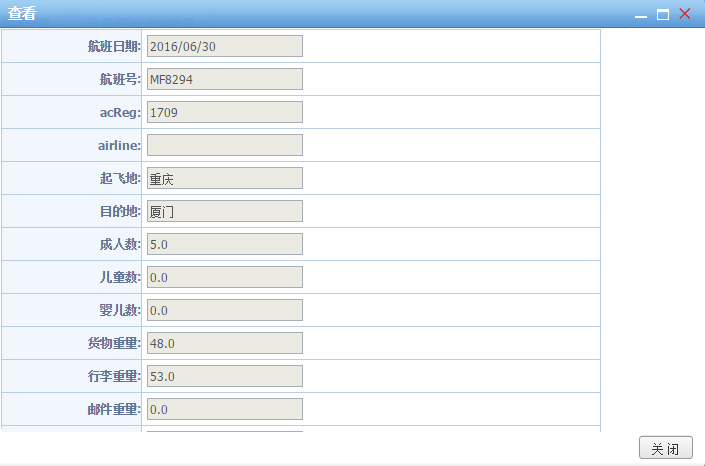 查看
航班日期: 2016/06/30
航班号: MF8294
acReg: 1709
airline:
起飞地: 重庆
目的地: 厦门
成人数: 5.0
儿童数: 0.0
婴儿数: 0.0
货物重量: 48.0
行李重量: 53.0
邮件重量: 0.0
关闭